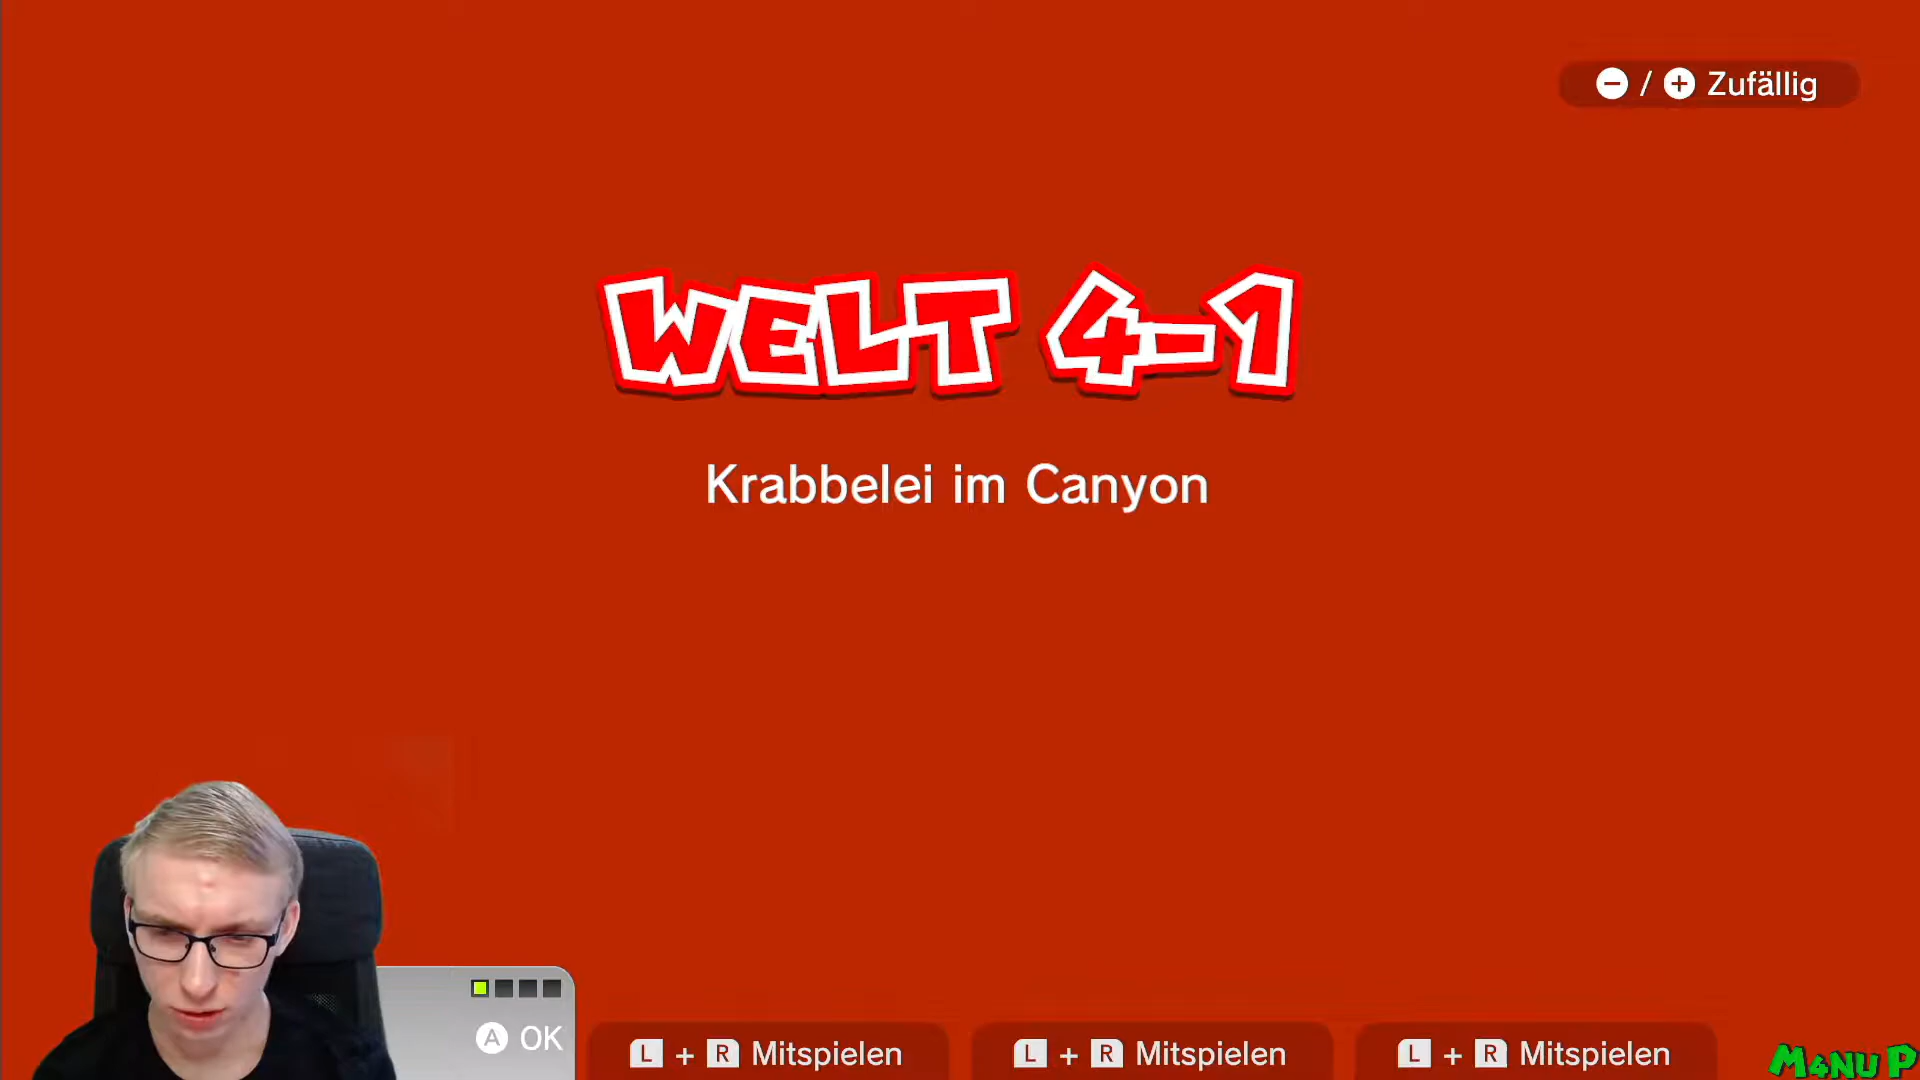 - / + Zufällig
WELT 4-1
Krabbelei im Canyon
A OK
L + R Mitspielen
L + R Mitspielen
L + R Mitspielen
M4NU P